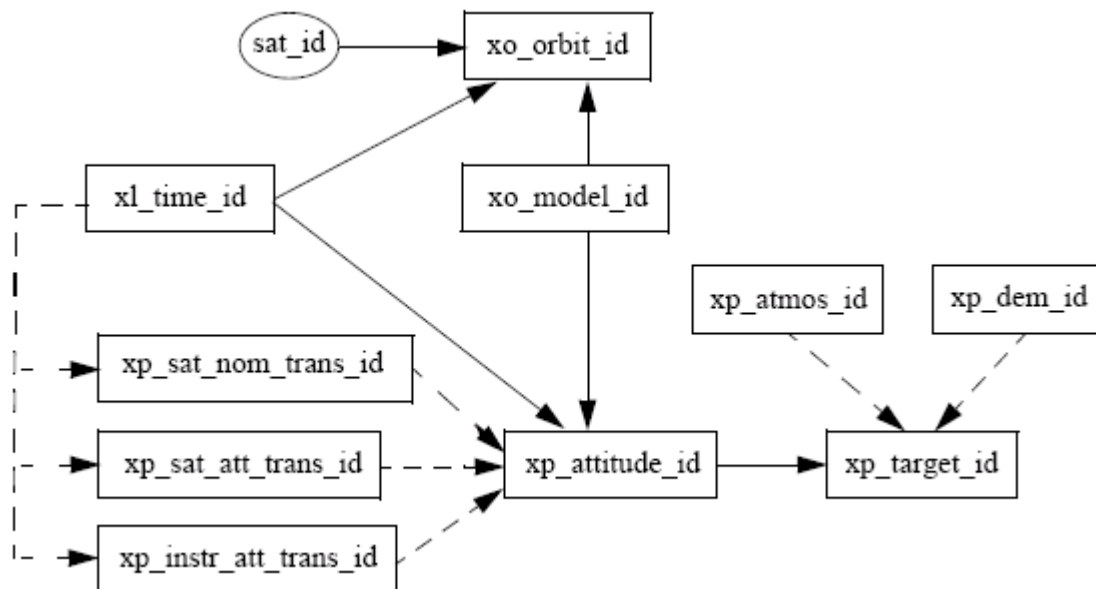 sat_id
xo_orbit_id
xl_time_id
xo_model_id
xp_atmos_id
xp_dem_id
xp_sat_nom_trans_id
xp_sat_att_trans_id
xp_attitude_id
xp_target_id
xp_instr_att_trans_id